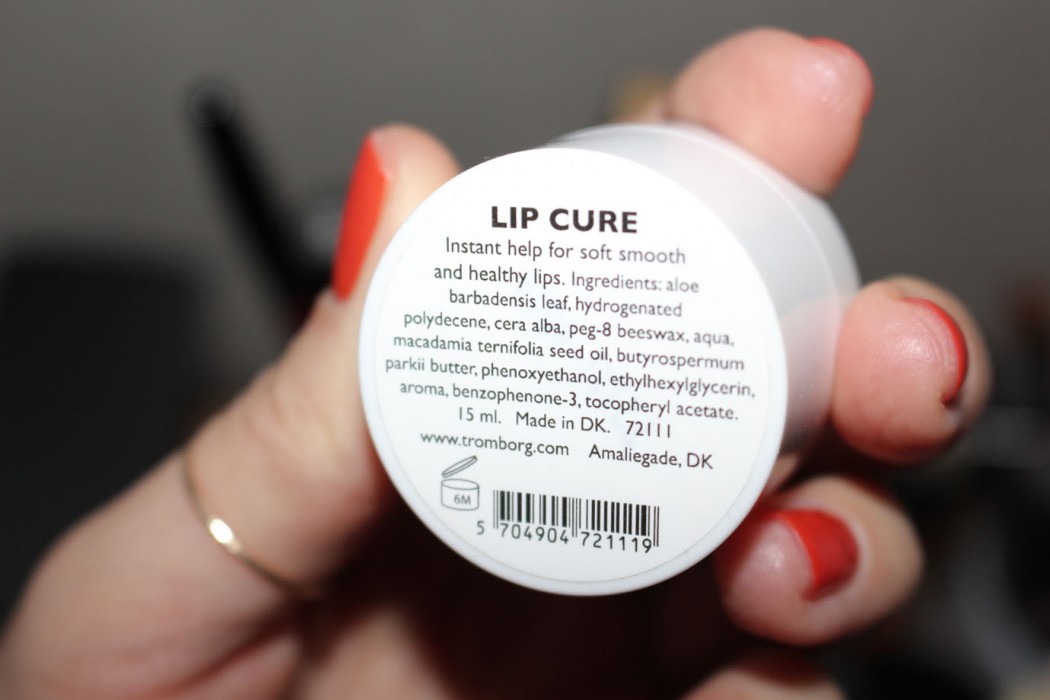 LIP CURE
Instant help for soft smooth
and healthy lips. Ingredients: aloe
barbadensis leaf, hydrogenated
polydecene, cera alba, peg-8 beeswax, aqua,
macadamia ternifolia seed oil, butyrospermum
parkii butter, phenoxyethanol, ethylhexylglycerin,
aroma, benzophenone-3, tocopheryl acetate.
15 ml. Made in DK. 72111
www.tromborg.com Amaliegade, DK
6M
5 704904 721119